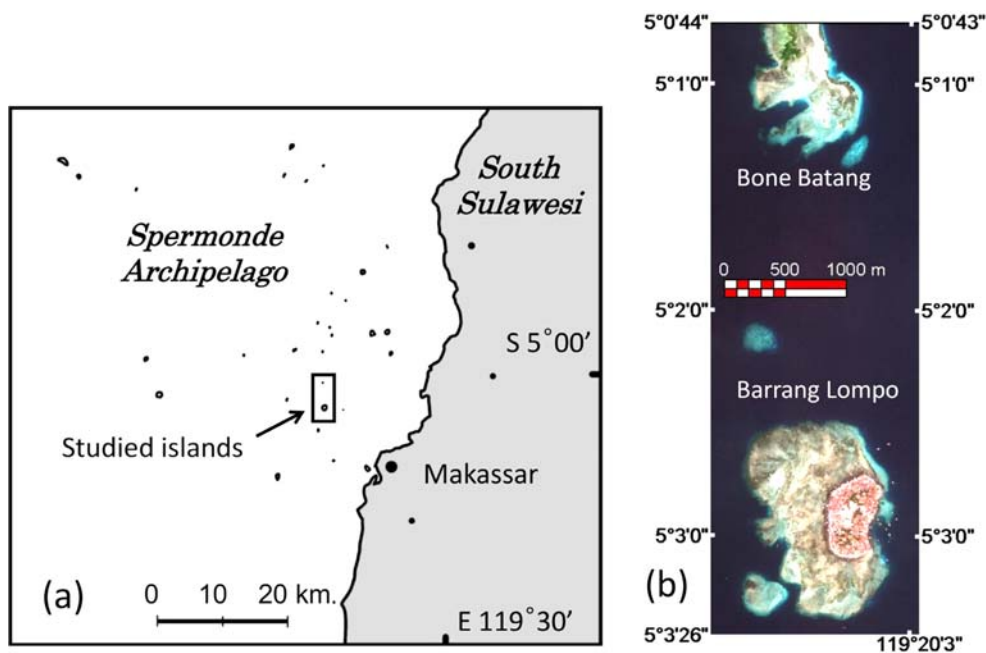 Spermonde
Archipelago
South
Sulawesi
S 5°00′
Studied islands
Makassar
(a)
0 10 20 km.
E 119°30′
5°0'44" 5°0'43"
5°1'0" 5°1'0"
Bone Batang
0 500 1000 m
5°2'0" 5°2'0"
Barrang Lompo
5°3'0" 5°3'0"
(b)
5°3'26"
119°20'3"